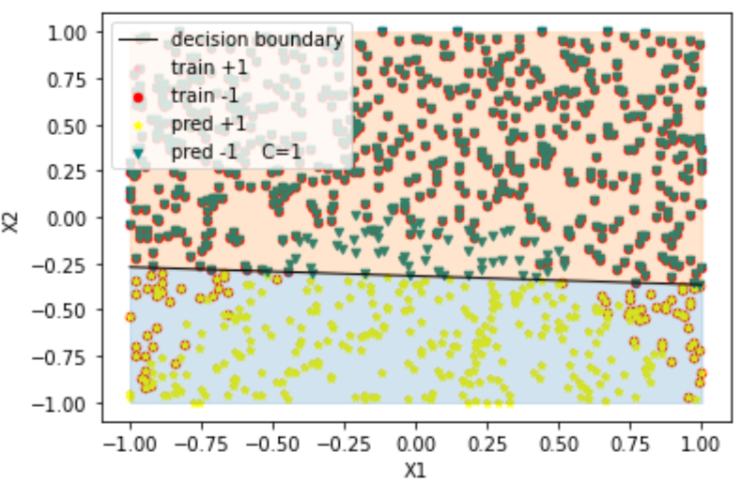 decision boundary
train +1
train -1
pred +1
pred -1 C=1
1.00
0.75
0.50
0.25
0.00
−0.25
−0.50
−0.75
−1.00
X2
−1.00 −0.75 −0.50 −0.25 0.00 0.25 0.50 0.75 1.00
X1